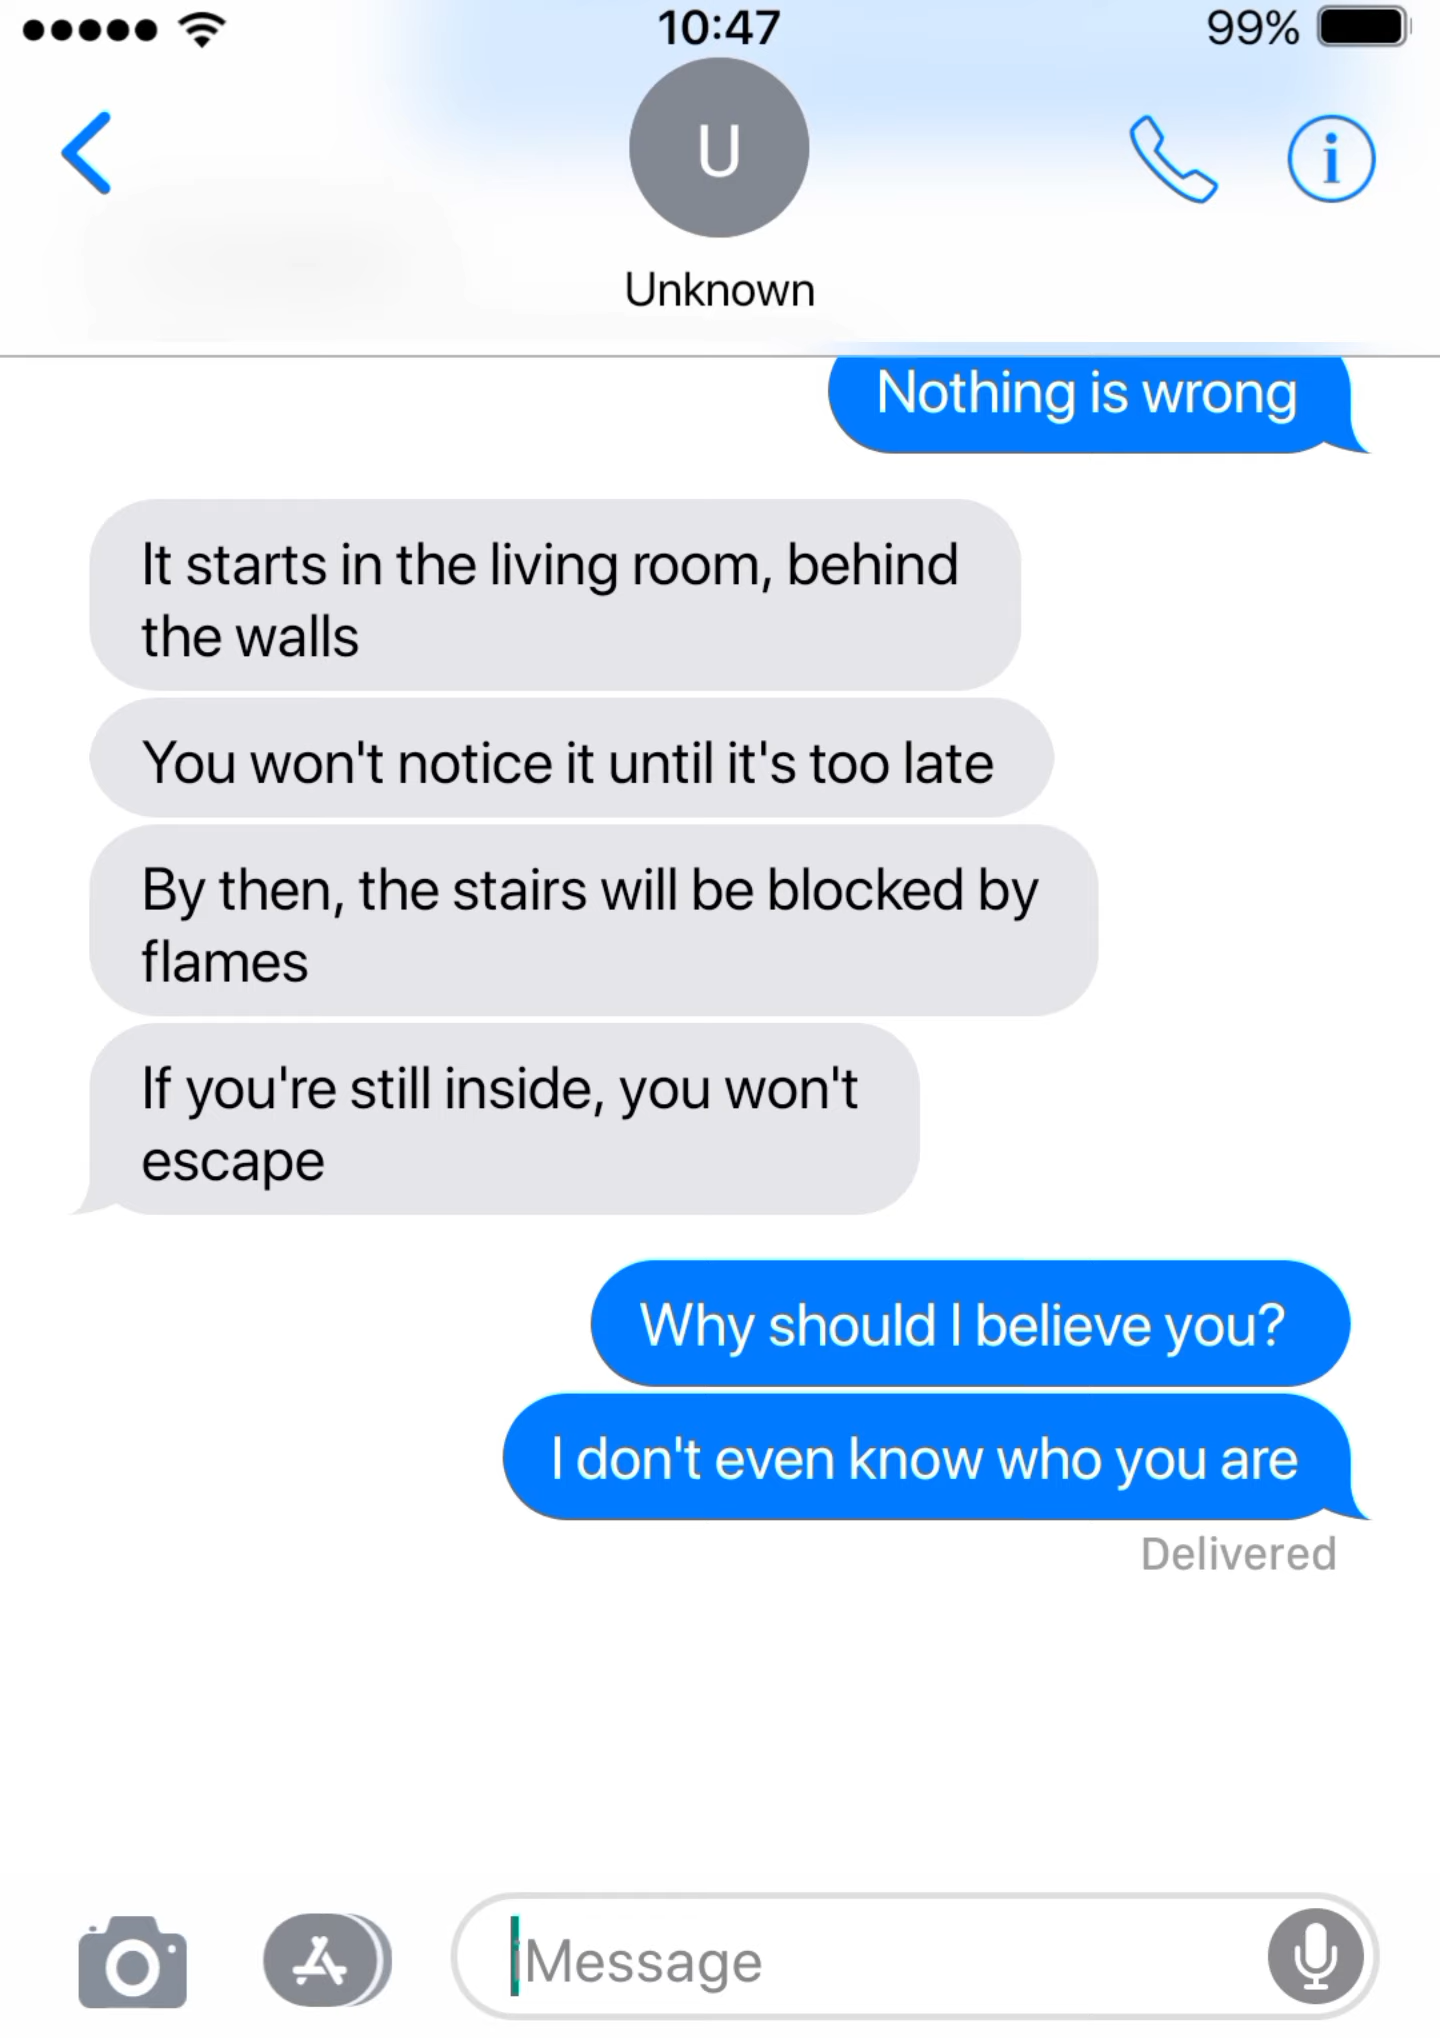 10:47
99%
U
Unknown
Nothing is wrong
It starts in the living room, behind
the walls
You won't notice it until it's too late
By then, the stairs will be blocked by
flames
If you're still inside, you won't
escape
Why should I believe you?
I don't even know who you are
Delivered
Message